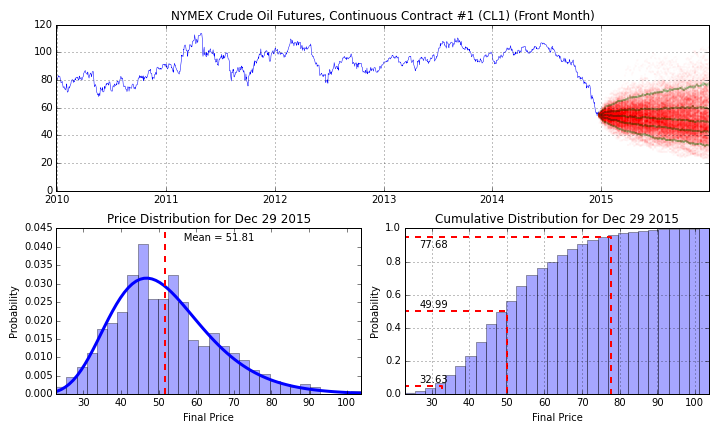 NYMEX Crude Oil Futures, Continuous Contract #1 (CL1) (Front Month)
120
100
80
60
40
20
0
2010 2011 2012 2013 2014 2015
Price Distribution for Dec 29 2015
0.045
0.040
0.035
0.030
0.025
0.020
0.015
0.010
0.005
0.000
Probability
Mean = 51.81
30 40 50 60 70 80 90 100
Final Price
Cumulative Distribution for Dec 29 2015
1.0
0.8
0.6
0.4
0.2
0.0
Probability
77.68
49.99
32.63
30 40 50 60 70 80 90 100
Final Price